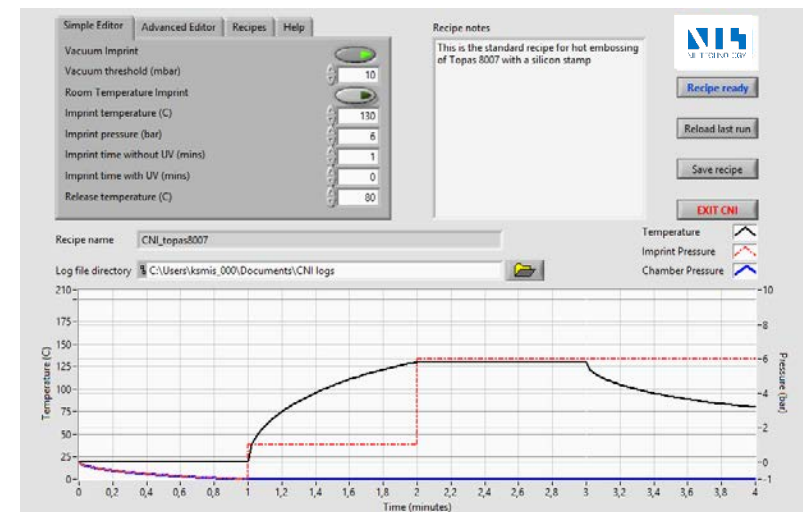 Simple Editor Advanced Editor Recipes Help
Vacuum Imprint
Vacuum threshold (mbar) 10
Room Temperature Imprint
Imprint temperature (C) 130
Imprint pressure (bar) 6
Imprint time without UV (mins) 1
Imprint time with UV (mins) 0
Release temperature (C) 80
Recipe notes
This is the standard recipe for hot embossing
of Topas 8007 with a silicon stamp
Recipe ready
Reload last run
Save recipe
EXIT CNI
Recipe name CNI_topas8007
Log file directory C:\Users\ksmis_000\Documents\CNI logs
Temperature
Imprint Pressure
Chamber Pressure
Temperature (C)
210
175
150
125
100
75
50
25
0
Pressure (bar)
10
8
6
4
2
0
-1
0 0,2 0,4 0,6 0,8 1 1,2 1,4 1,6 1,8 2 2,2 2,4 2,6 2,8 3 3,2 3,4 3,6 3,8 4
Time (minutes)